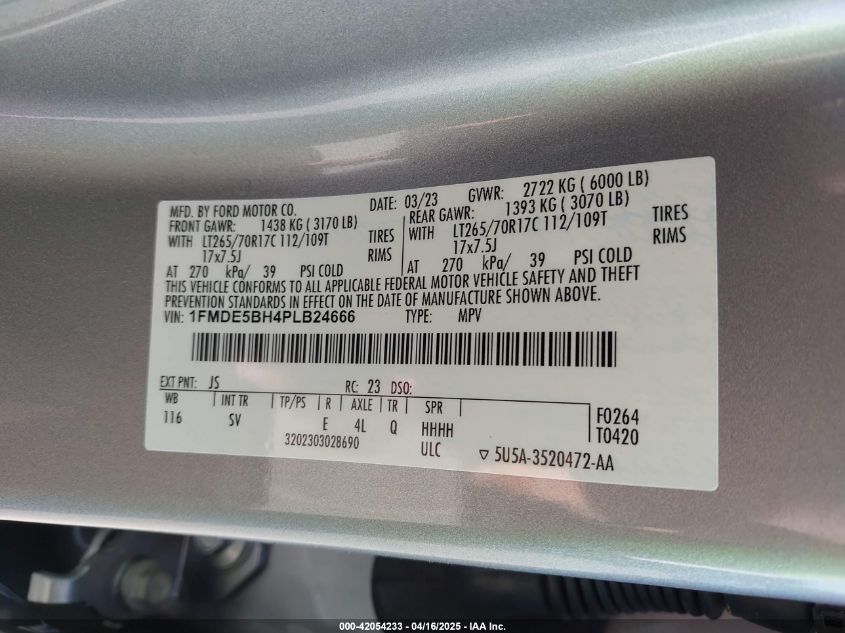 MFD. BY FORD MOTOR CO. DATE: 03/23 GVWR: 2722 KG ( 6000 LB)
FRONT GAWR: 1438 KG ( 3170 LB) REAR GAWR: 1393 KG ( 3070 LB)
WITH LT265/70R17C 112/109T TIRES WITH LT265/70R17C 112/109T TIRES
17x7.5J RIMS 17x7.5J RIMS
AT 270 kPa/ 39 PSI COLD AT 270 kPa/ 39 PSI COLD
THIS VEHICLE CONFORMS TO ALL APPLICABLE FEDERAL MOTOR VEHICLE SAFETY AND THEFT
PREVENTION STANDARDS IN EFFECT ON THE DATE OF MANUFACTURE SHOWN ABOVE.
VIN: 1FMDE5BH4PLB24666 TYPE: MPV
EXT PNT: JS RC: 23 DSO:
WB INT TR TP/PS R AXLE TR SPR
116 SV E 4L Q HHHH F0264
3202303028690 ULC T0420
▽ 5U5A-3520472-AA
000-42054233 - 04/16/2025 - IAA Inc.